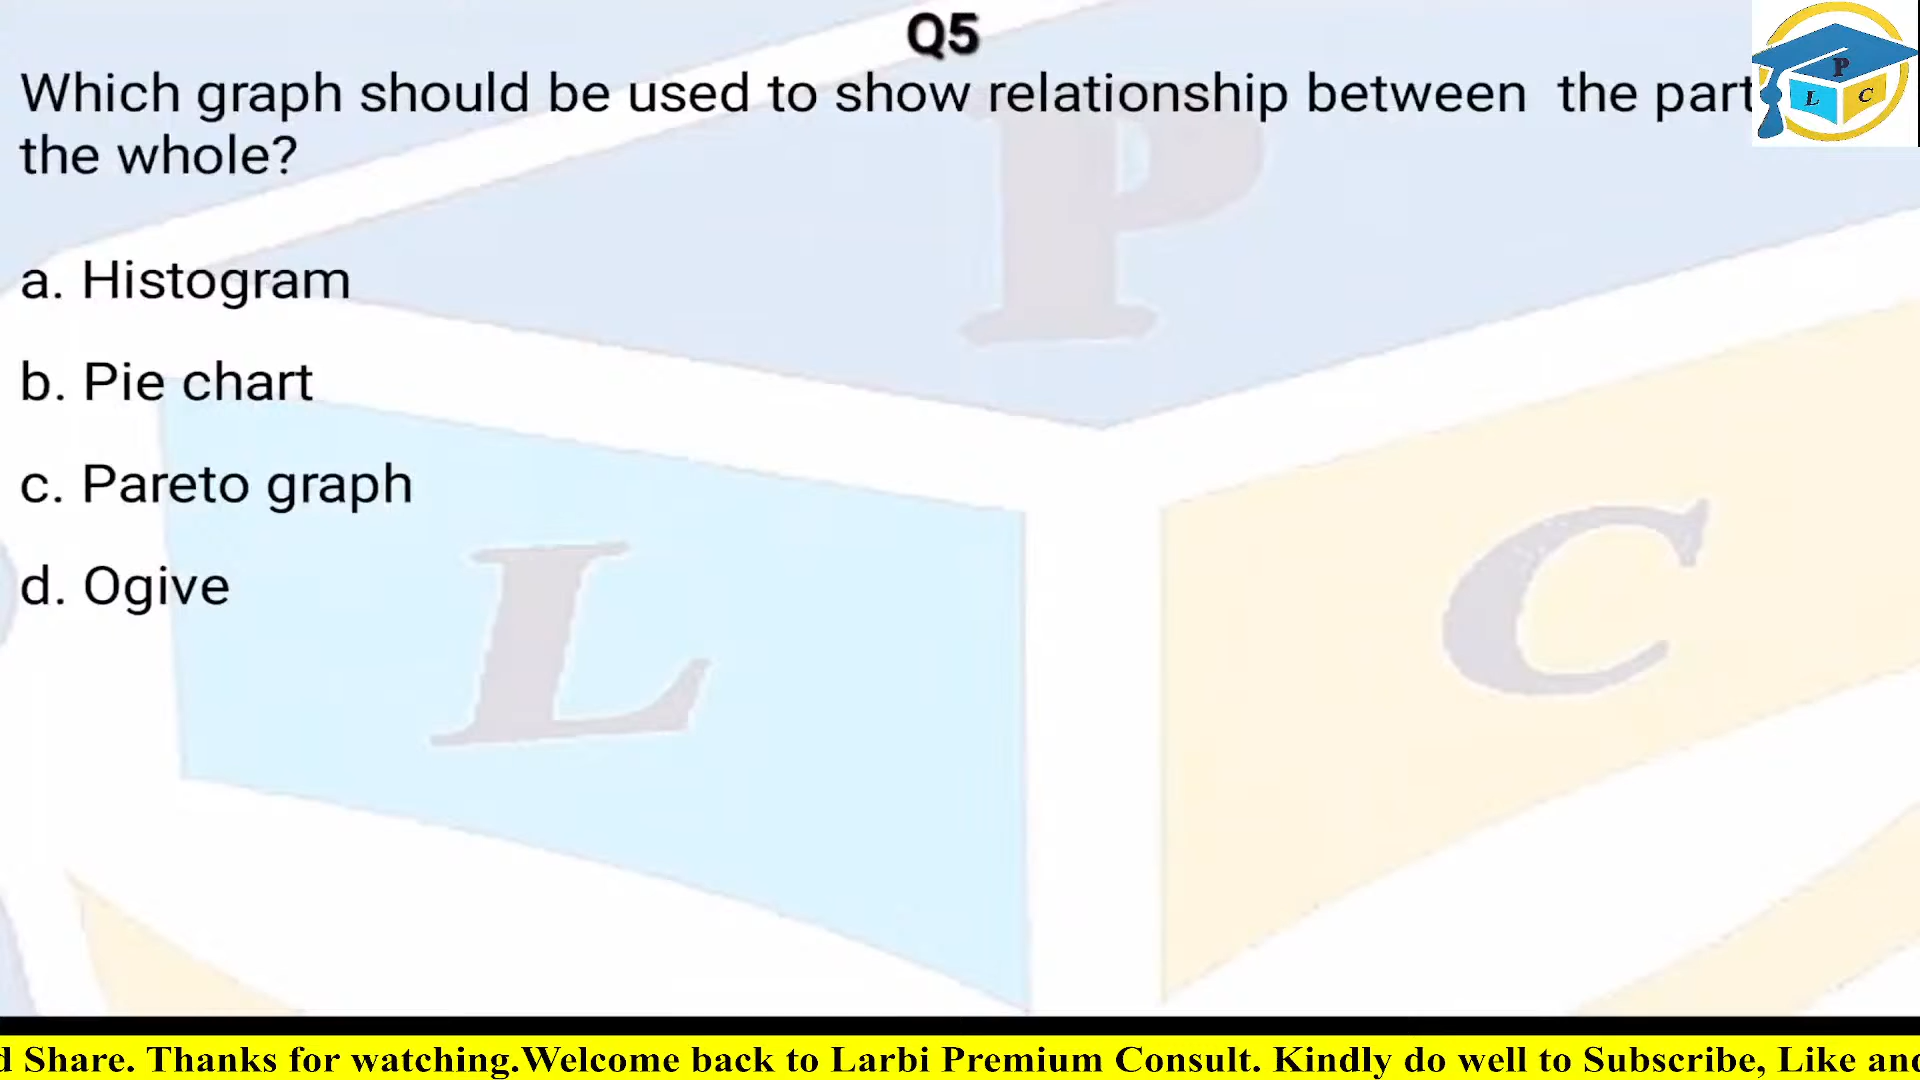 Q5
Which graph should be used to show relationship between the part
the whole?
a. Histogram
b. Pie chart
c. Pareto graph
d. Ogive
P
L C
P
L
C
Share. Thanks for watching.Welcome back to Larbi Premium Consult. Kindly do well to Subscribe, Like